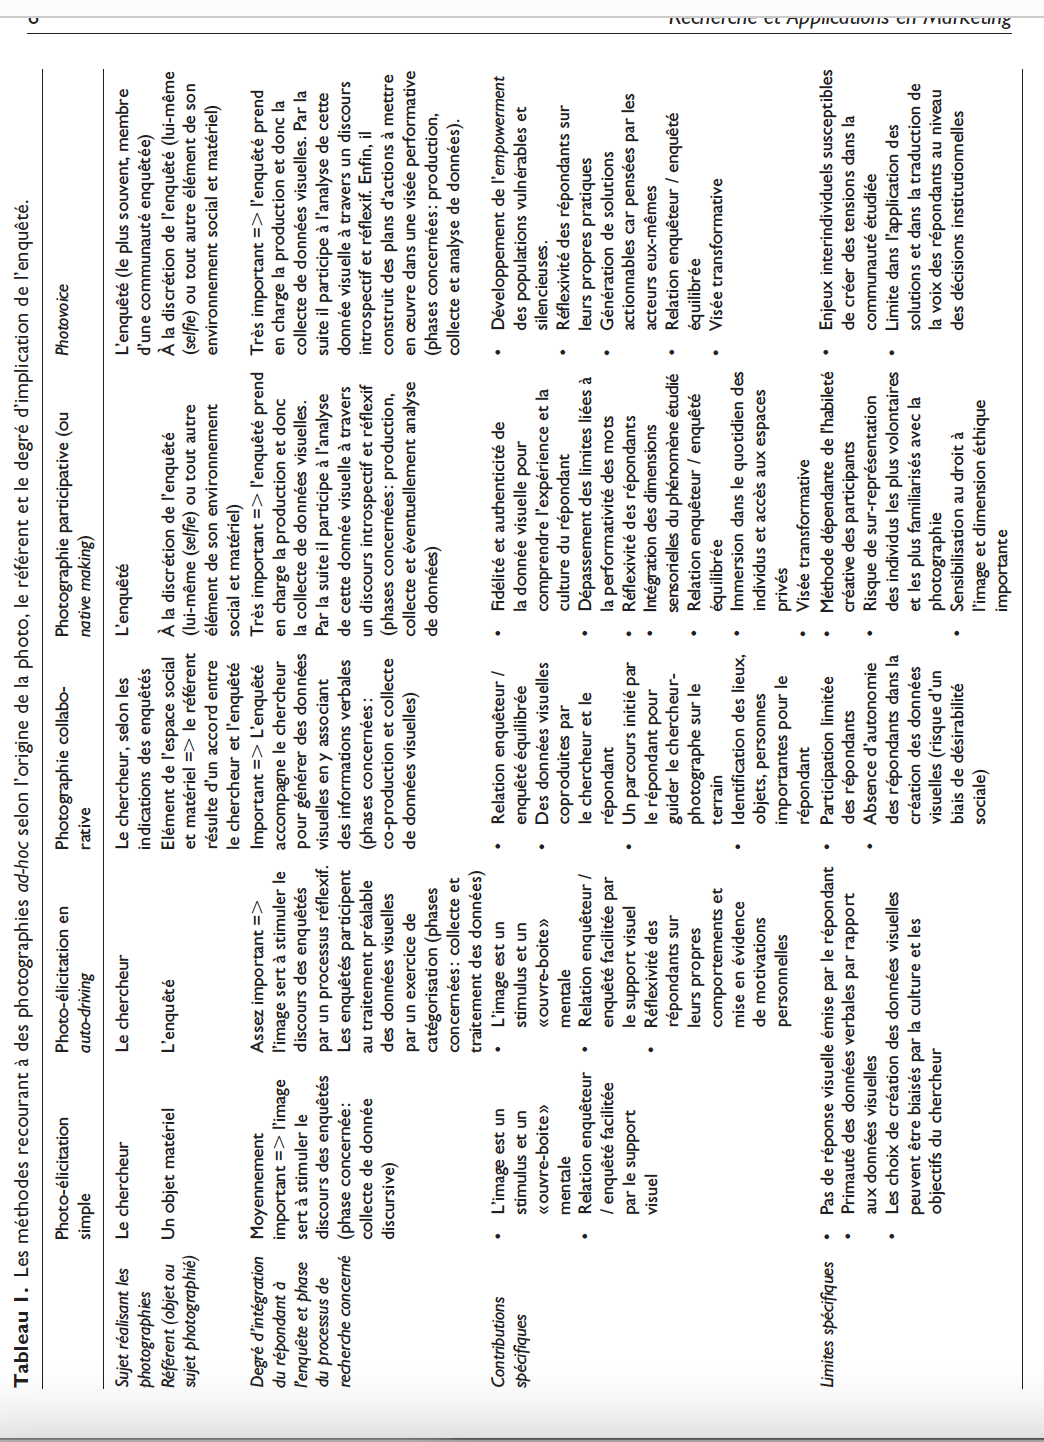 6
Recherche et Applications en Marketing
Tableau 1. Les méthodes recourant à des photographies ad-hoc selon l'origine de la photo, le référent et le degré d'implication de l'enquêté.
Photo-élicitation
simple
Photo-élicitation en
auto-driving
Photographie collabo-
rative
Photographie participative (ou
native making)
Photovoice
Sujet réalisant les
photographies
Le chercheur
Le chercheur
Le chercheur, selon les
indications des enquêtés
L'enquêté
L'enquêté (le plus souvent, membre
d'une communauté enquêtée)
Référent (objet ou
sujet photographié)
Un objet matériel
L'enquêté
Elément de l'espace social
et matériel => le référent
résulte d'un accord entre
le chercheur et l'enquêté
À la discrétion de l'enquêté
(lui-même (selfie) ou tout autre
élément de son environnement
social et matériel)
À la discrétion de l'enquêté (lui-même
(selfie) ou tout autre élément de son
environnement social et matériel)
Degré d'intégration
du répondant à
l'enquête et phase
du processus de
recherche concerné
Moyennement
important => l'image
sert à stimuler le
discours des enquêtés
(phase concernée :
collecte de donnée
discursive)
Assez important =>
l'image sert à stimuler le
discours des enquêtés
par un processus réflexif.
Les enquêtés participent
au traitement préalable
des données visuelles
par un exercice de
catégorisation (phases
concernées : collecte et
traitement des données)
Important => L'enquêté
accompagne le chercheur
pour générer des données
visuelles en y associant
des informations verbales
(phases concernées :
co-production et collecte
de données visuelles)
Très important => l'enquêté prend
en charge la production et donc
la collecte de données visuelles.
Par la suite il participe à l'analyse
de cette donnée visuelle à travers
un discours introspectif et réflexif
(phases concernées : production,
collecte et éventuellement analyse
de données)
Très important => l'enquêté prend
en charge la production et donc la
collecte de données visuelles. Par la
suite il participe à l'analyse de cette
donnée visuelle à travers un discours
introspectif et réflexif. Enfin, il
construit des plans d'actions à mettre
en œuvre dans une visée performative
(phases concernées : production,
collecte et analyse de données).
Contributions
spécifiques
• L'image est un
stimulus et un
«ouvre-boite»
mentale
• Relation enquêteur
/ enquêté facilitée
par le support
visuel
• L'image est un
stimulus et un
«ouvre-boite»
mentale
• Relation enquêteur /
enquêté facilitée par
le support visuel
• Réflexivité des
répondants sur
leurs propres
comportements et
mise en évidence
de motivations
personnelles
• Relation enquêteur /
enquêté équilibrée
• Des données visuelles
coproduites par
le chercheur et le
répondant
• Un parcours initié par
le répondant pour
guider le chercheur-
photographe sur le
terrain
• Identification des lieux,
objets, personnes
importantes pour le
répondant
• Fidélité et authenticité de
la donnée visuelle pour
comprendre l'expérience et la
culture du répondant
• Dépassement des limites liées à
la performativité des mots
• Réflexivité des répondants
• Intégration des dimensions
sensorielles du phénomène étudié
• Relation enquêteur / enquêté
équilibrée
• Immersion dans le quotidien des
individus et accès aux espaces
privés
• Visée transformative
• Développement de l'empowerment
des populations vulnérables et
silencieuses.
• Réflexivité des répondants sur
leurs propres pratiques
• Génération de solutions
actionnables car pensées par les
acteurs eux-mêmes
• Relation enquêteur / enquêté
équilibrée
• Visée transformative
Limites spécifiques
• Pas de réponse visuelle émise par le répondant
• Primauté des données verbales par rapport
aux données visuelles
• Les choix de création des données visuelles
peuvent être biaisés par la culture et les
objectifs du chercheur
• Participation limitée
des répondants
• Absence d'autonomie
des répondants dans la
création des données
visuelles (risque d'un
biais de désirabilité
sociale)
• Méthode dépendante de l'habileté
créative des participants
• Risque de sur-représentation
des individus les plus volontaires
et les plus familiarisés avec la
photographie
• Sensibilisation au droit à
l'image et dimension éthique
importante
• Enjeux interindividuels susceptibles
de créer des tensions dans la
communauté étudiée
• Limite dans l'application des
solutions et dans la traduction de
la voix des répondants au niveau
des décisions institutionnelles